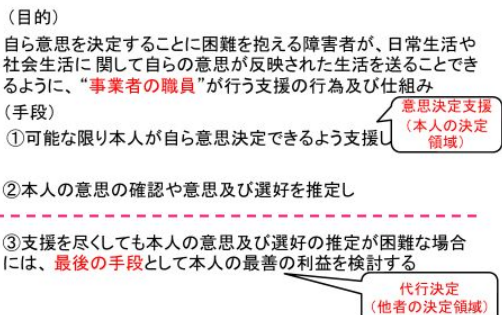 (目的)
自ら意思を決定することに困難を抱える障害者が、日常生活や
社会生活に関して自らの意思が反映された生活を送ることでき
るように、“事業者の職員”が行う支援の行為及び仕組み
(手段)
①可能な限り本人が自ら意思決定できるよう支援し
意思決定支援
(本人の決定
領域)
②本人の意思の確認や意思及び選好を推定し
③支援を尽くしても本人の意思及び選好の推定が困難な場合
には、最後の手段として本人の最善の利益を検討する
代行決定
(他者の決定領域)